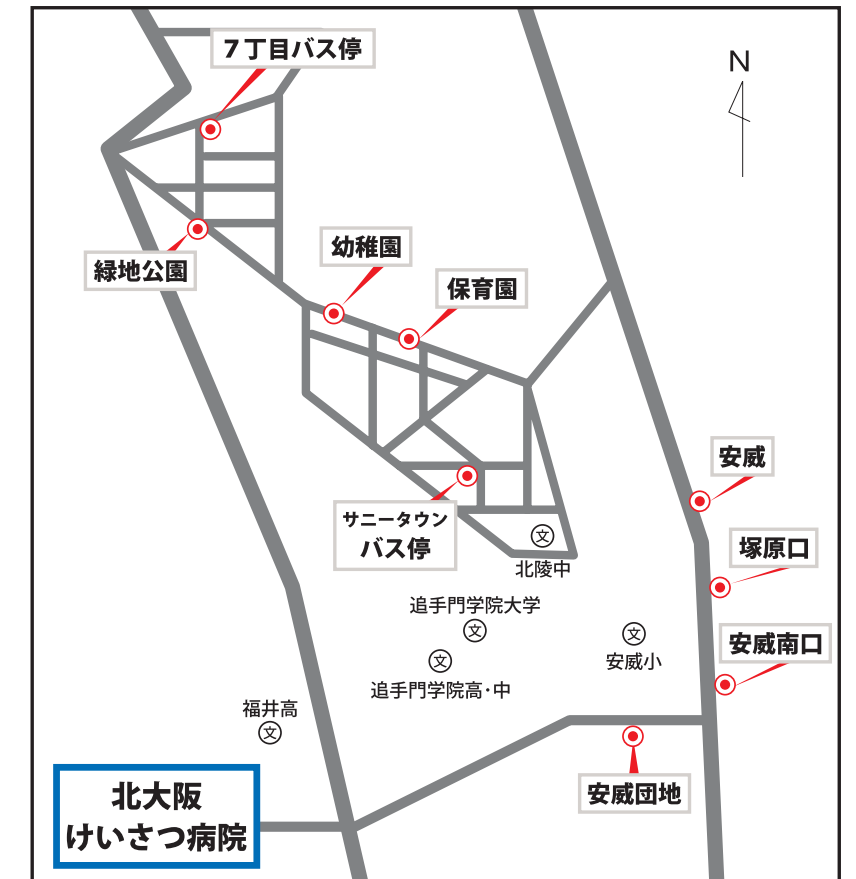 7丁目バス停
N
緑地公園
幼稚園
保育園
安威
サニータウン
バス停
塚原口
文
北陵中
追手門学院大学
文
文
安威小
安威南口
文
追手門学院高・中
福井高
文
安威団地
北大阪
けいさつ病院